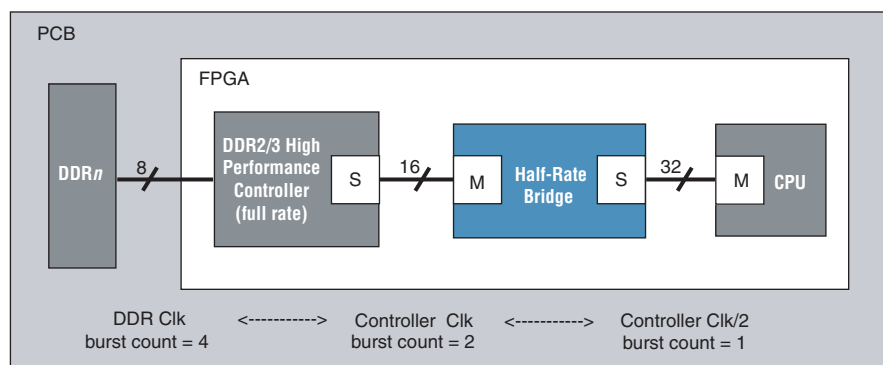 PCB
FPGA
DDRn
8
DDR2/3 High
Performance
Controller
(full rate)
S
16
M
Half-Rate
Bridge
S
32
M
CPU
DDR Clk <-----------> Controller Clk <-----------> Controller Clk/2
burst count = 4 burst count = 2 burst count = 1